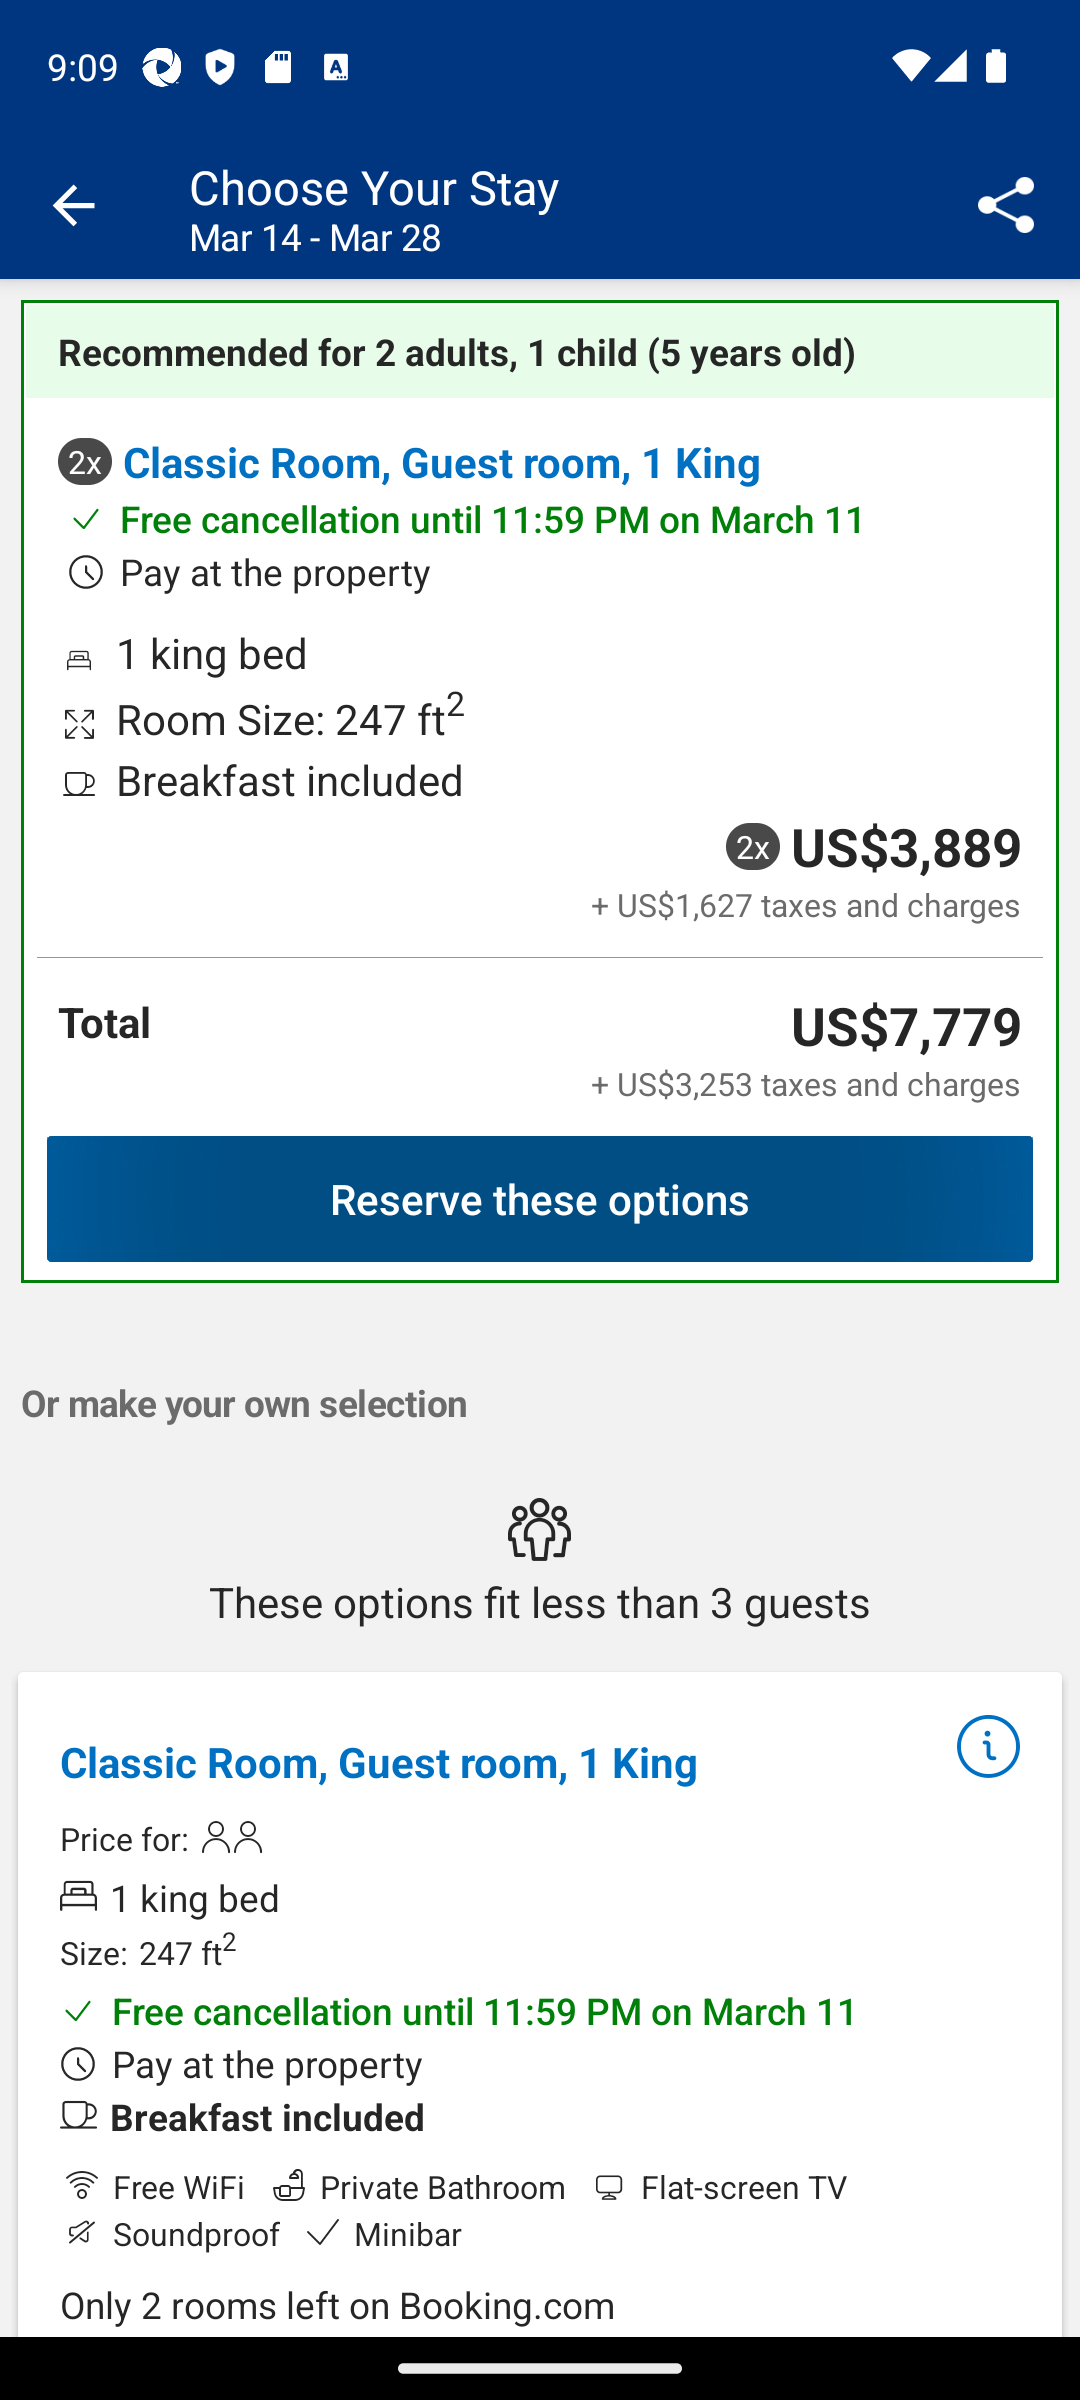 9:09
Choose Your Stay
Mar 14 - Mar 28
Recommended for 2 adults, 1 child (5 years old)
2x Classic Room, Guest room, 1 King
Free cancellation until 11:59 PM on March 11
Pay at the property
1 king bed
Room Size: 247 ft²
Breakfast included
2x US$3,889
+ US$1,627 taxes and charges
Total US$7,779
+ US$3,253 taxes and charges
Reserve these options
Or make your own selection
These options fit less than 3 guests
Classic Room, Guest room, 1 King
Price for:
1 king bed
Size: 247 ft²
Free cancellation until 11:59 PM on March 11
Pay at the property
Breakfast included
Free WiFi Private Bathroom Flat-screen TV
Soundproof Minibar
Only 2 rooms left on Booking.com